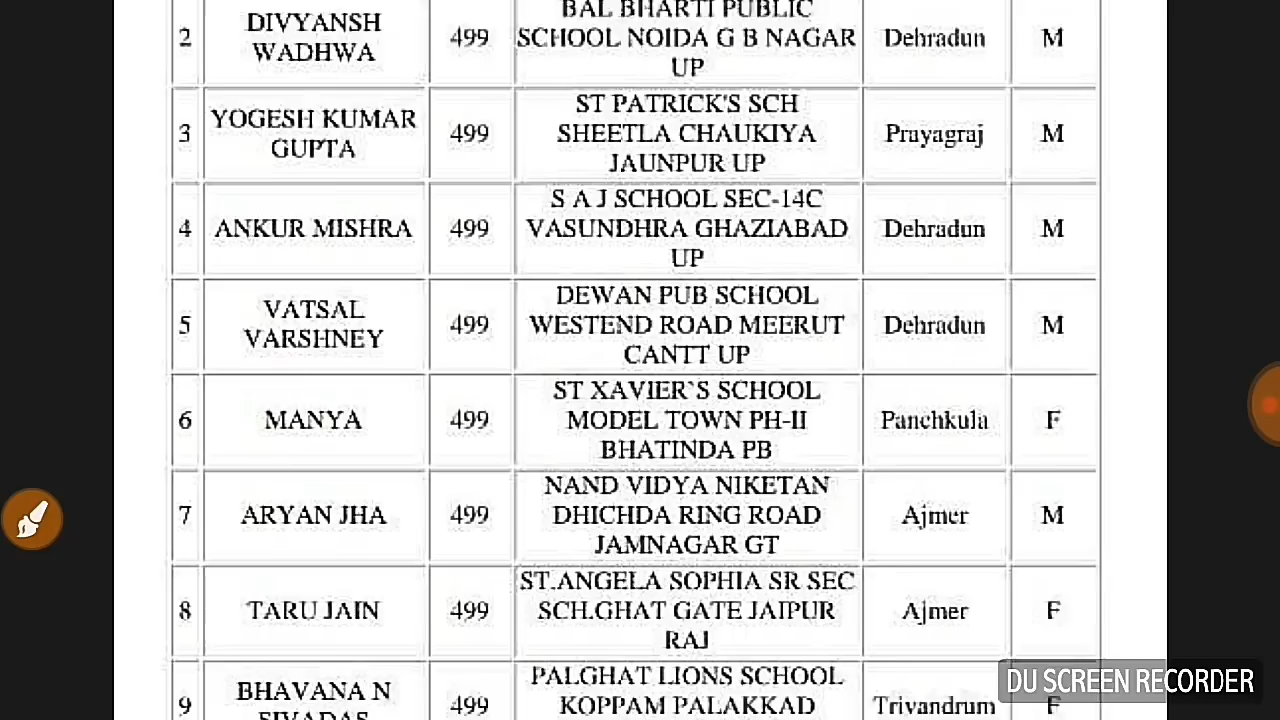 2 DIVYANSH WADHWA 499 BAL BHARTI PUBLIC SCHOOL NOIDA G B NAGAR UP Dehradun M
3 YOGESH KUMAR GUPTA 499 ST PATRICK'S SCH SHEETLA CHAUKIYA JAUNPUR UP Prayagraj M
4 ANKUR MISHRA 499 S A J SCHOOL SEC-14C VASUNDHRA GHAZIABAD UP Dehradun M
5 VATSAL VARSHNEY 499 DEWAN PUB SCHOOL WESTEND ROAD MEERUT CANTT UP Dehradun M
6 MANYA 499 ST XAVIER`S SCHOOL MODEL TOWN PH-II BHATINDA PB Panchkula F
7 ARYAN JHA 499 NAND VIDYA NIKETAN DHICHDA RING ROAD JAMNAGAR GT Ajmer M
8 TARU JAIN 499 ST.ANGELA SOPHIA SR SEC SCH.GHAT GATE JAIPUR RAJ Ajmer F
9 BHAVANA N SIVADAS 499 PALGHAT LIONS SCHOOL KOPPAM PALAKKAD Trivandrum F
DU SCREEN RECORDER